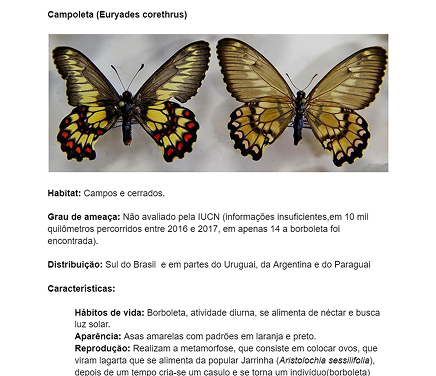 Campoleta (Euryades corethrus)
Habitat: Campos e cerrados.
Grau de ameaça: Não avaliado pela IUCN (informações insuficientes,em 10 mil
quilômetros percorridos entre 2016 e 2017, em apenas 14 a borboleta foi
encontrada).
Distribuição: Sul do Brasil e em partes do Uruguai, da Argentina e do Paraguai
Características:
Hábitos de vida: Borboleta, atividade diurna, se alimenta de néctar e busca
luz solar.
Aparência: Asas amarelas com padrões em laranja e preto.
Reprodução: Realizam a metamorfose, que consiste em colocar ovos, que
viram lagarta que se alimenta da popular Jarrinha (Aristolochia sessilifolia),
depois de um tempo cria-se um casulo e se torna um indivíduo(borboleta)